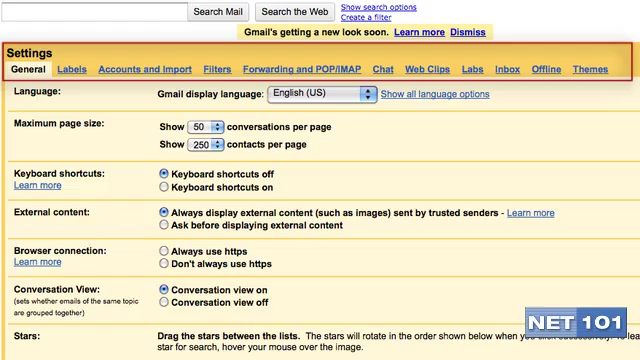 Search Mail Search the Web Show search options
Create a filter
Gmail's getting a new look soon. Learn more Dismiss
Settings
General Labels Accounts and Import Filters Forwarding and POP/IMAP Chat Web Clips Labs Inbox Offline Themes
Language: Gmail display language: English (US) Show all language options
Maximum page size: Show 50 conversations per page
Show 250 contacts per page
Keyboard shortcuts: Keyboard shortcuts off
Learn more Keyboard shortcuts on
External content: Always display external content (such as images) sent by trusted senders - Learn more
Ask before displaying external content
Browser connection: Always use https
Learn more Don't always use https
Conversation View: Conversation view on
(sets whether emails of the same topic Conversation view off
are grouped together)
NET 101
Stars: Drag the stars between the lists. The stars will rotate in the order shown below when you
star for search, hover your mouse over the image.